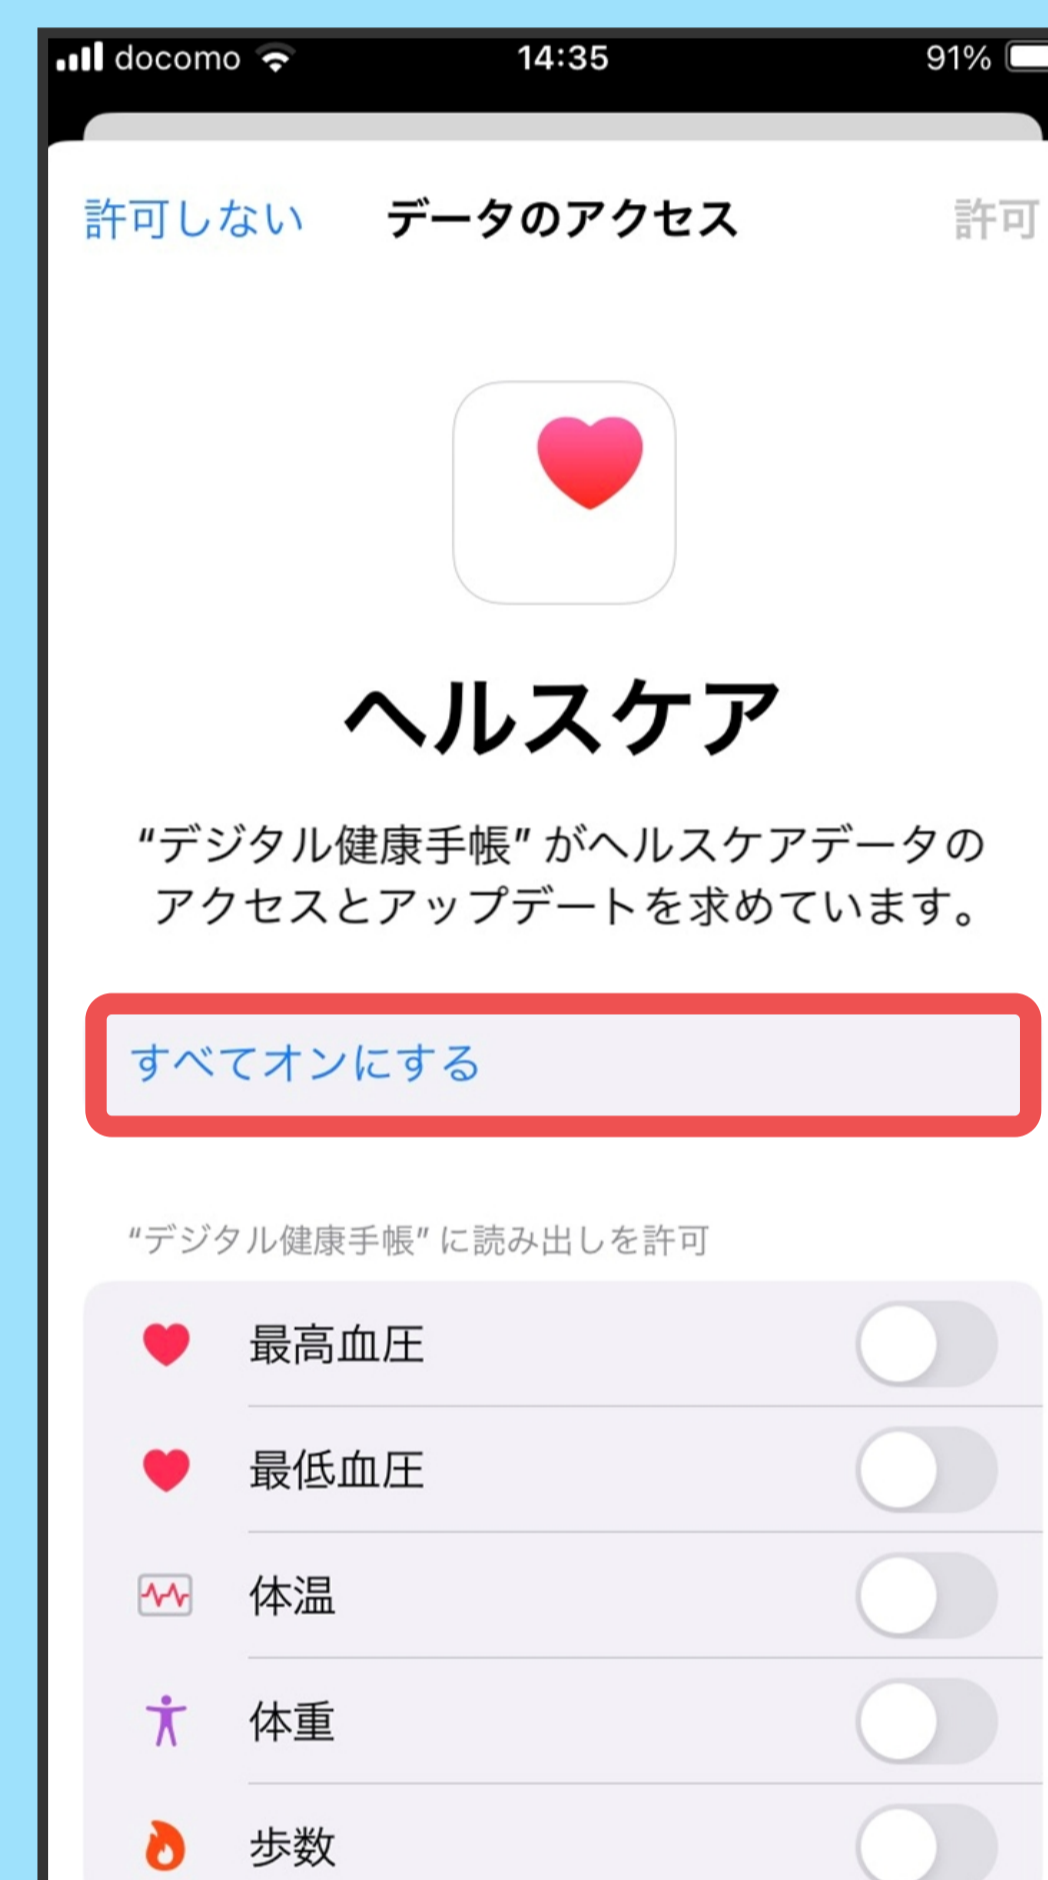 docomo 14:35 91%
許可しない データのアクセス 許可
ヘルスケア
“デジタル健康手帳” がヘルスケアデータの
アクセスとアップデートを求めています。
すべてオンにする
“デジタル健康手帳” に読み出しを許可
最高血圧
最低血圧
体温
体重
歩数